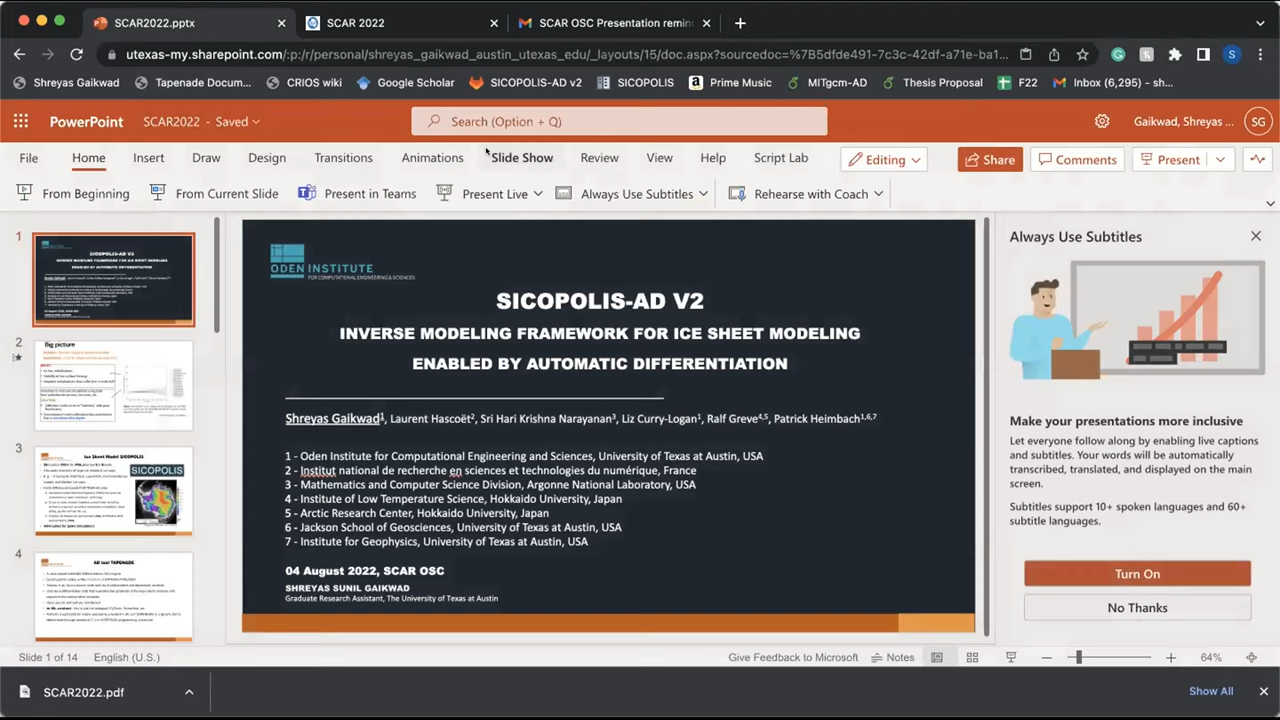 SCAR2022.pptx
SCAR 2022
SCAR OSC Presentation remin
utexas-my.sharepoint.com/:p:/r/personal/shreyas_gaikwad_austin_utexas_edu/_layouts/15/doc.aspx?sourcedoc=%7B5dfde491-7c3c-42df-a71e-ba1...
Shreyas Gaikwad
Tapenade Docum...
CRIOS wiki
Google Scholar
SICOPOLIS-AD v2
SICOPOLIS
Prime Music
MITgcm-AD
Thesis Proposal
F22
Inbox (6,295) - sh...
PowerPoint
SCAR2022 - Saved
Search (Option + Q)
Gaikwad, Shreyas ...
SG
File
Home
Insert
Draw
Design
Transitions
Animations
Slide Show
Review
View
Help
Script Lab
Editing
Share
Comments
Present
From Beginning
From Current Slide
Present in Teams
Present Live
Always Use Subtitles
Rehearse with Coach
1
2
Big picture
3
Ice Sheet Model SICOPOLIS
SICOPOLIS
4
AD tool TAPENADE
ODEN INSTITUTE
FOR COMPUTATIONAL ENGINEERING & SCIENCES
SICOPOLIS-AD V2
INVERSE MODELING FRAMEWORK FOR ICE SHEET MODELING
ENABLED BY AUTOMATIC DIFFERENTIATION
Shreyas Gaikwad¹, Laurent Hascoet², Sri Hari Krishna Narayanan³, Liz Curry-Logan¹, Ralf Greve⁴,⁵, Patrick Heimbach¹,⁶,⁷
1 - Oden Institute for Computational Engineering and Sciences, University of Texas at Austin, USA
2 - Institut national de recherche en sciences et technologies du numérique, France
3 - Mathematics and Computer Science Division, Argonne National Laboratory, USA
4 - Institute of Low Temperature Science, Hokkaido University, Japan
5 - Arctic Research Center, Hokkaido University, Japan
6 - Jackson School of Geosciences, University of Texas at Austin, USA
7 - Institute for Geophysics, University of Texas at Austin, USA
04 August 2022, SCAR OSC
SHREYAS SUNIL GAIKWAD
Graduate Research Assistant, The University of Texas at Austin
Always Use Subtitles
Make your presentations more inclusive
Let everyone follow along by enabling live captions
and subtitles. Your words will be automatically
transcribed, translated, and displayed on the main
screen.
Subtitles support 10+ spoken languages and 60+
subtitle languages.
Turn On
No Thanks
Slide 1 of 14
English (U.S.)
Give Feedback to Microsoft
Notes
64%
SCAR2022.pdf
Show All